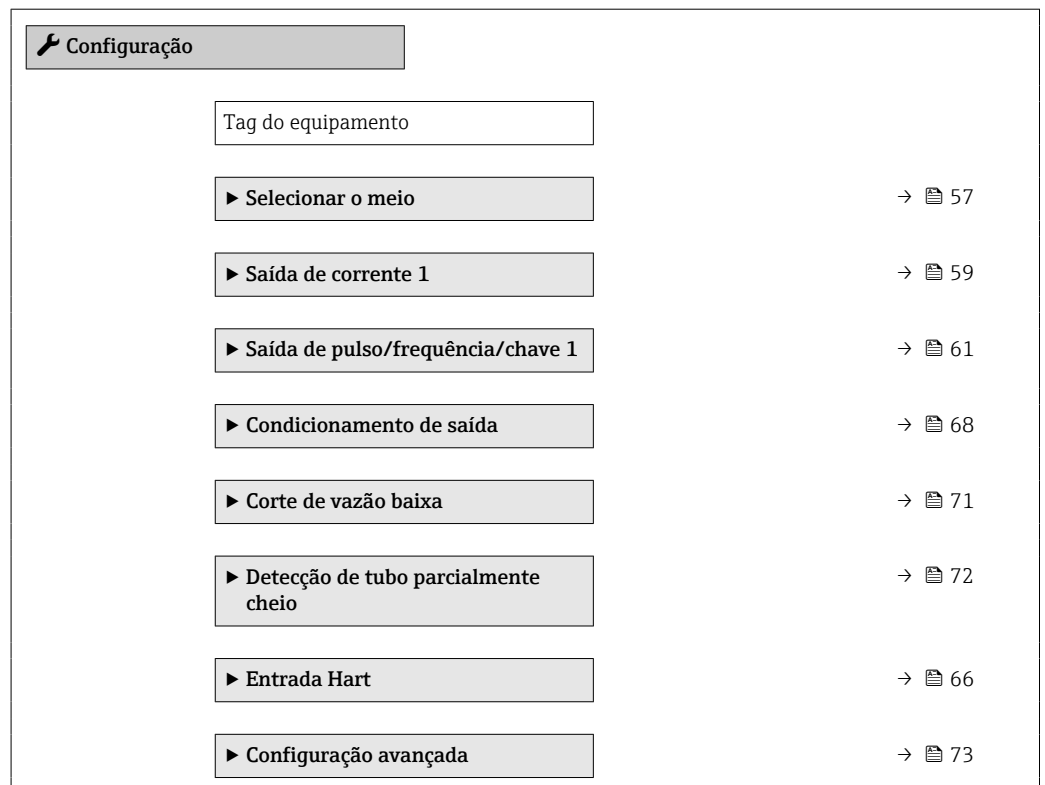 Configuração
Tag do equipamento
▶ Selecionar o meio → 57
▶ Saída de corrente 1 → 59
▶ Saída de pulso/frequência/chave 1 → 61
▶ Condicionamento de saída → 68
▶ Corte de vazão baixa → 71
▶ Detecção de tubo parcialmente → 72
cheio
▶ Entrada Hart → 66
▶ Configuração avançada → 73